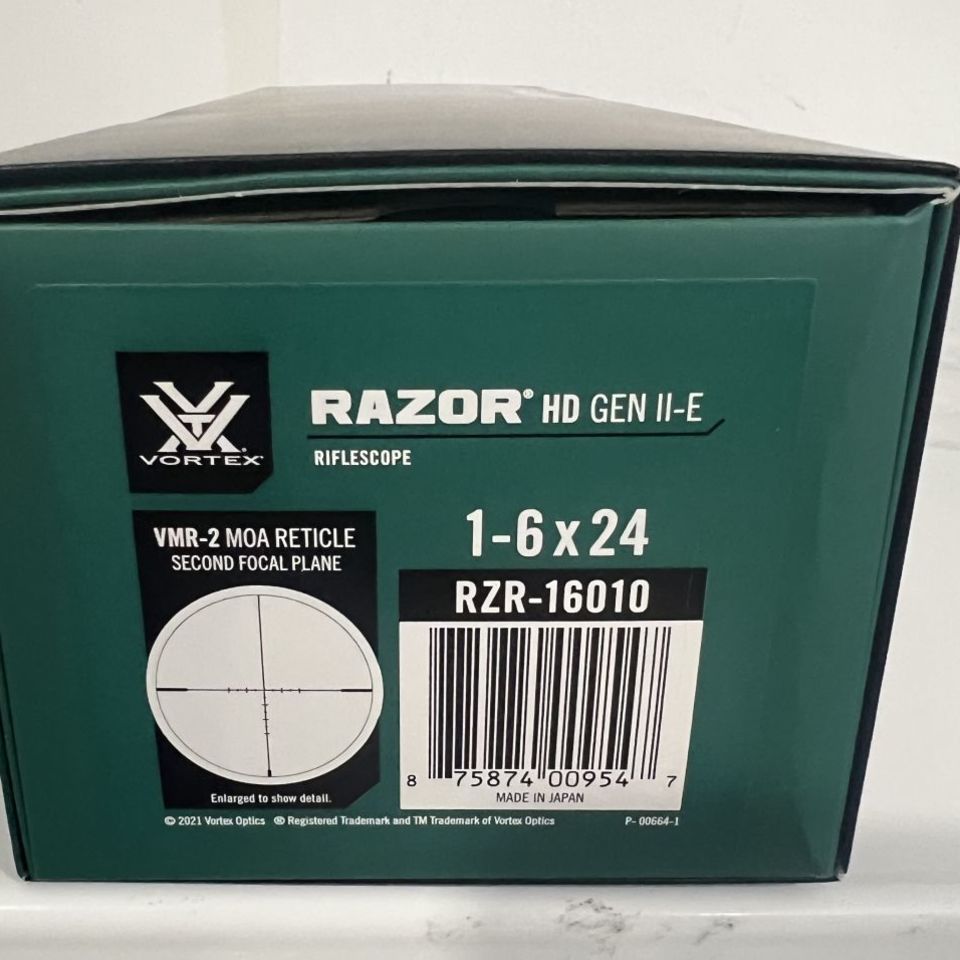 VORTEX®
RAZOR® HD GEN II-E
RIFLESCOPE
VMR-2 MOA RETICLE
SECOND FOCAL PLANE
Enlarged to show detail.
1-6 x 24
RZR-16010
8 75874 00954 7
MADE IN JAPAN
© 2021 Vortex Optics ® Registered Trademark and TM Trademark of Vortex Optics
P-00664-1